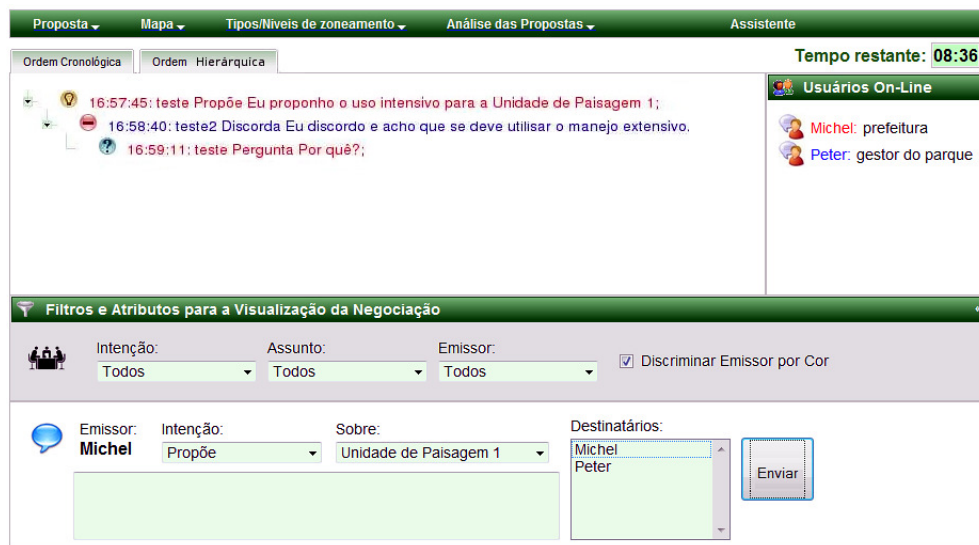 Proposta Mapa Tipos/Niveis de zoneamento Análise das Propostas Assistente
Ordem Cronológica Ordem Hierárquica
Tempo restante: 08:36
16:57:45: teste Propõe Eu proponho o uso intensivo para a Unidade de Paisagem 1;
16:58:40: teste2 Discorda Eu discordo e acho que se deve utilisar o manejo extensivo.
16:59:11: teste Pergunta Por quê?;
Usuários On-Line
Michel: prefeitura
Peter: gestor do parque
Filtros e Atributos para a Visualização da Negociação
Intenção: Assunto: Emissor:
Todos Todos Todos
Discriminar Emissor por Cor
Emissor: Intenção: Sobre: Destinatários:
Michel Propõe Unidade de Paisagem 1
Michel
Peter
Enviar